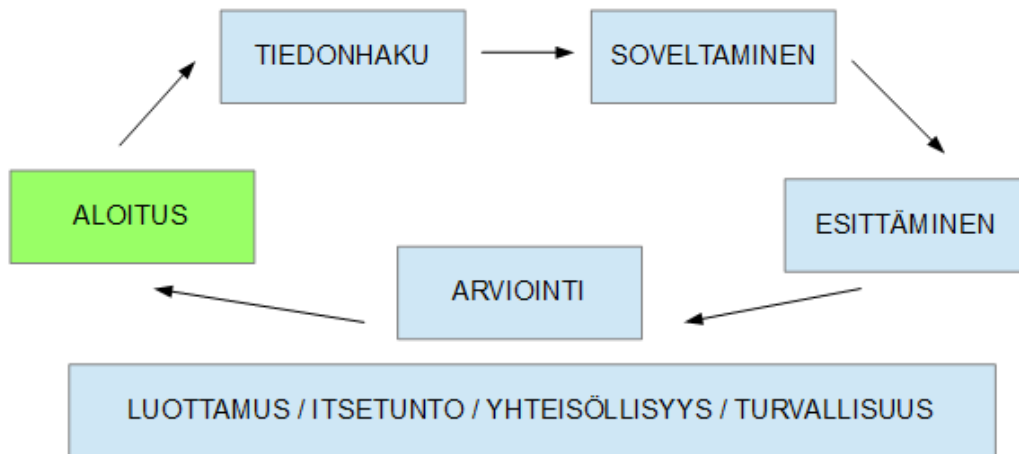 TIEDONHAKU
SOVELTAMINEN
ALOITUS
ESITTÄMINEN
ARVIOINTI
LUOTTAMUS / ITSETUNTO / YHTEISÖLLISYYS / TURVALLISUUS